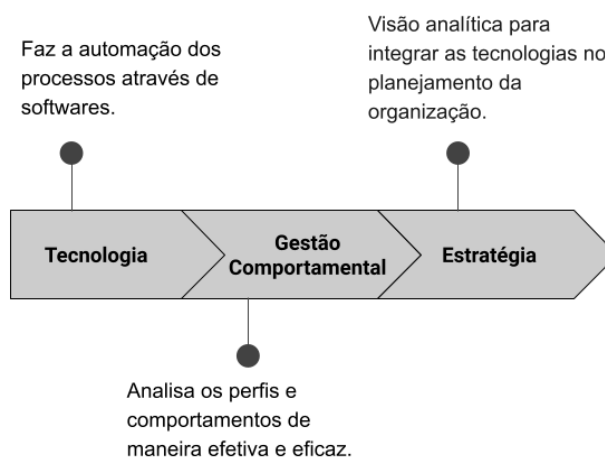 Faz a automação dos
processos através de
softwares.
Visão analítica para
integrar as tecnologias no
planejamento da
organização.
Tecnologia
Gestão
Comportamental
Estratégia
Analisa os perfis e
comportamentos de
maneira efetiva e eficaz.